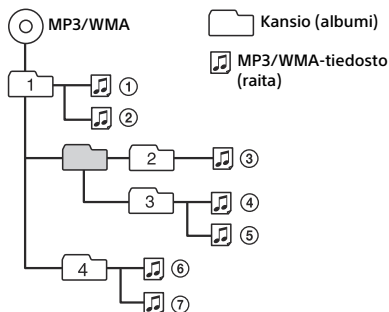 MP3/WMA
Kansio (albumi)
MP3/WMA-tiedosto
(raita)
1
①
②
2
③
3
④
⑤
4
⑥
⑦